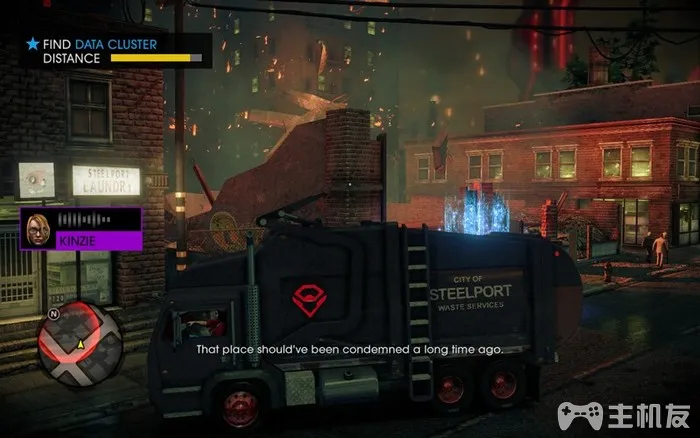 FIND DATA CLUSTER
DISTANCE
STEELPORT
LAUNDRY
KINZIE
N
CITY OF
STEELPORT
WASTE SERVICES
That place should've been condemned a long time ago.
主机友